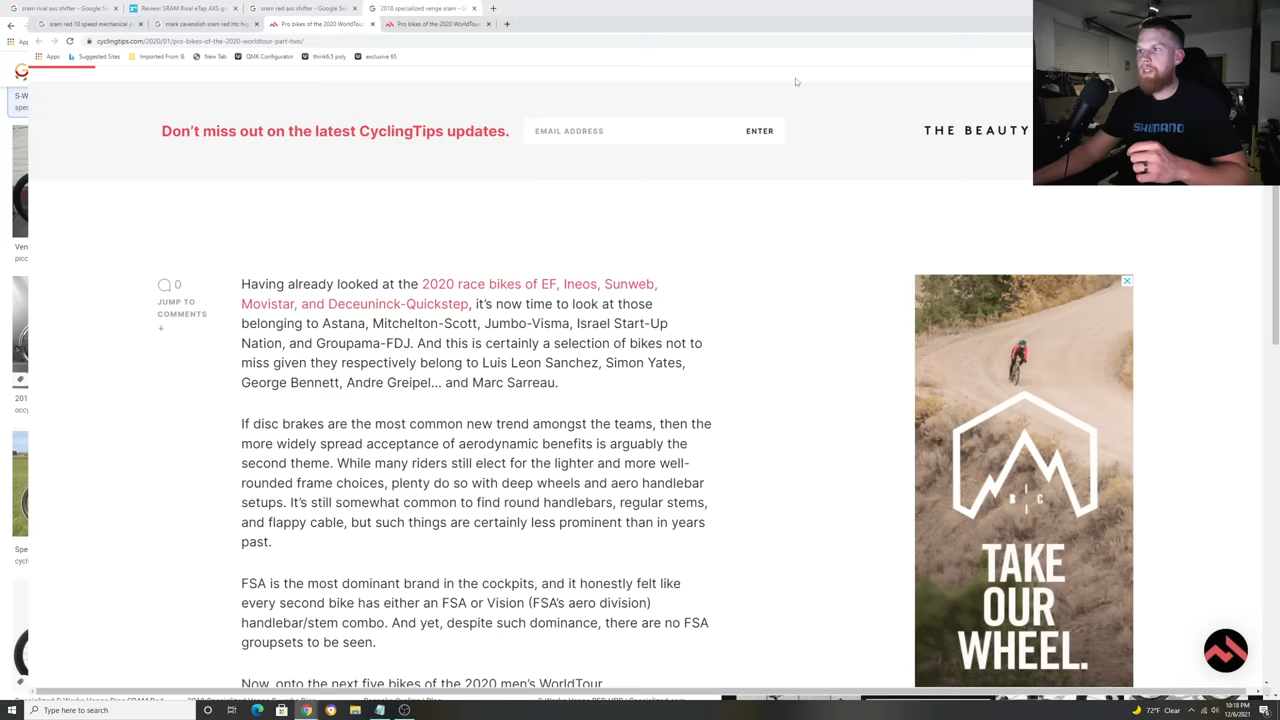 sram rival axs shifter - Google Se
Review: SRAM Rival eTap AXS gro
sram red axs shifter - Google Sea
2018 specialized venge sram - G
sram red 10 speed mechanical p
mark cavendish sram red htc hig
Pro bikes of the 2020 WorldTour
Pro bikes of the 2020 WorldTour
cyclingtips.com/2020/01/pro-bikes-of-the-2020-worldtour-part-two/
Ap
Apps
Suggested Sites
Imported From IE
New Tab
QMK Configurator
think6.5 poly
exclusive 65
S-W
spec
Don't miss out on the latest CyclingTips updates.
EMAIL ADDRESS
ENTER
THE BEAUTY
SHIMANO
Ven
picc
201
occy
Spe
cycl
0
JUMP TO
COMMENTS
↓
Having already looked at the 2020 race bikes of EF, Ineos, Sunweb,
Movistar, and Deceuninck-Quickstep, it's now time to look at those
belonging to Astana, Mitchelton-Scott, Jumbo-Visma, Israel Start-Up
Nation, and Groupama-FDJ. And this is certainly a selection of bikes not to
miss given they respectively belong to Luis Leon Sanchez, Simon Yates,
George Bennett, Andre Greipel… and Marc Sarreau.
If disc brakes are the most common new trend amongst the teams, then the
more widely spread acceptance of aerodynamic benefits is arguably the
second theme. While many riders still elect for the lighter and more well-
rounded frame choices, plenty do so with deep wheels and aero handlebar
setups. It's still somewhat common to find round handlebars, regular stems,
and flappy cable, but such things are certainly less prominent than in years
past.
FSA is the most dominant brand in the cockpits, and it honestly felt like
every second bike has either an FSA or Vision (FSA's aero division)
handlebar/stem combo. And yet, despite such dominance, there are no FSA
groupsets to be seen.
Now, onto the next five bikes of the 2020 men's WorldTour
B C
TAKE
OUR
WHEEL.
Type here to search
72°F Clear
10:18 PM
12/6/2021